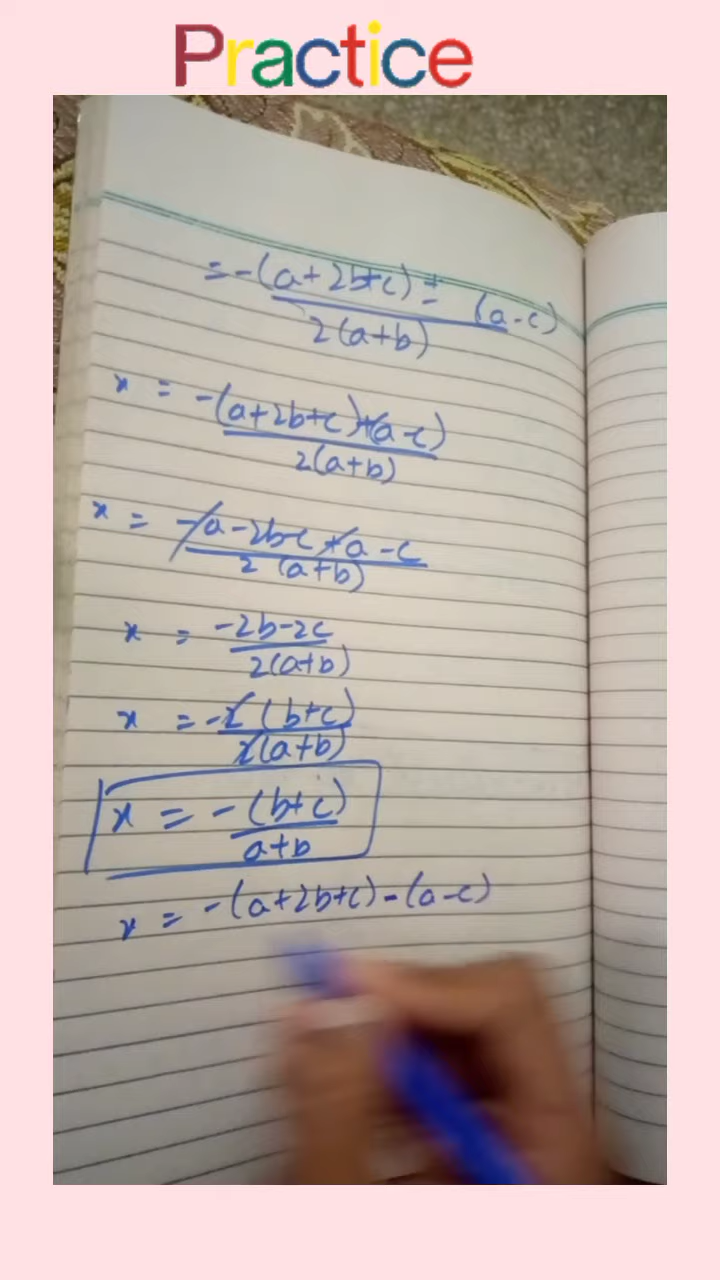 Practice
= -(a+2b+c) ± (a-c)
2(a+b)
x = -(a+2b+c)+(a-c)
2(a+b)
x = -a-2b-c+a-c
2 (a+b)
x = -2b-2c
2(a+b)
x = -2(b+c)
2(a+b)
x = -(b+c)
a+b
x = -(a+2b+c)-(a-c)